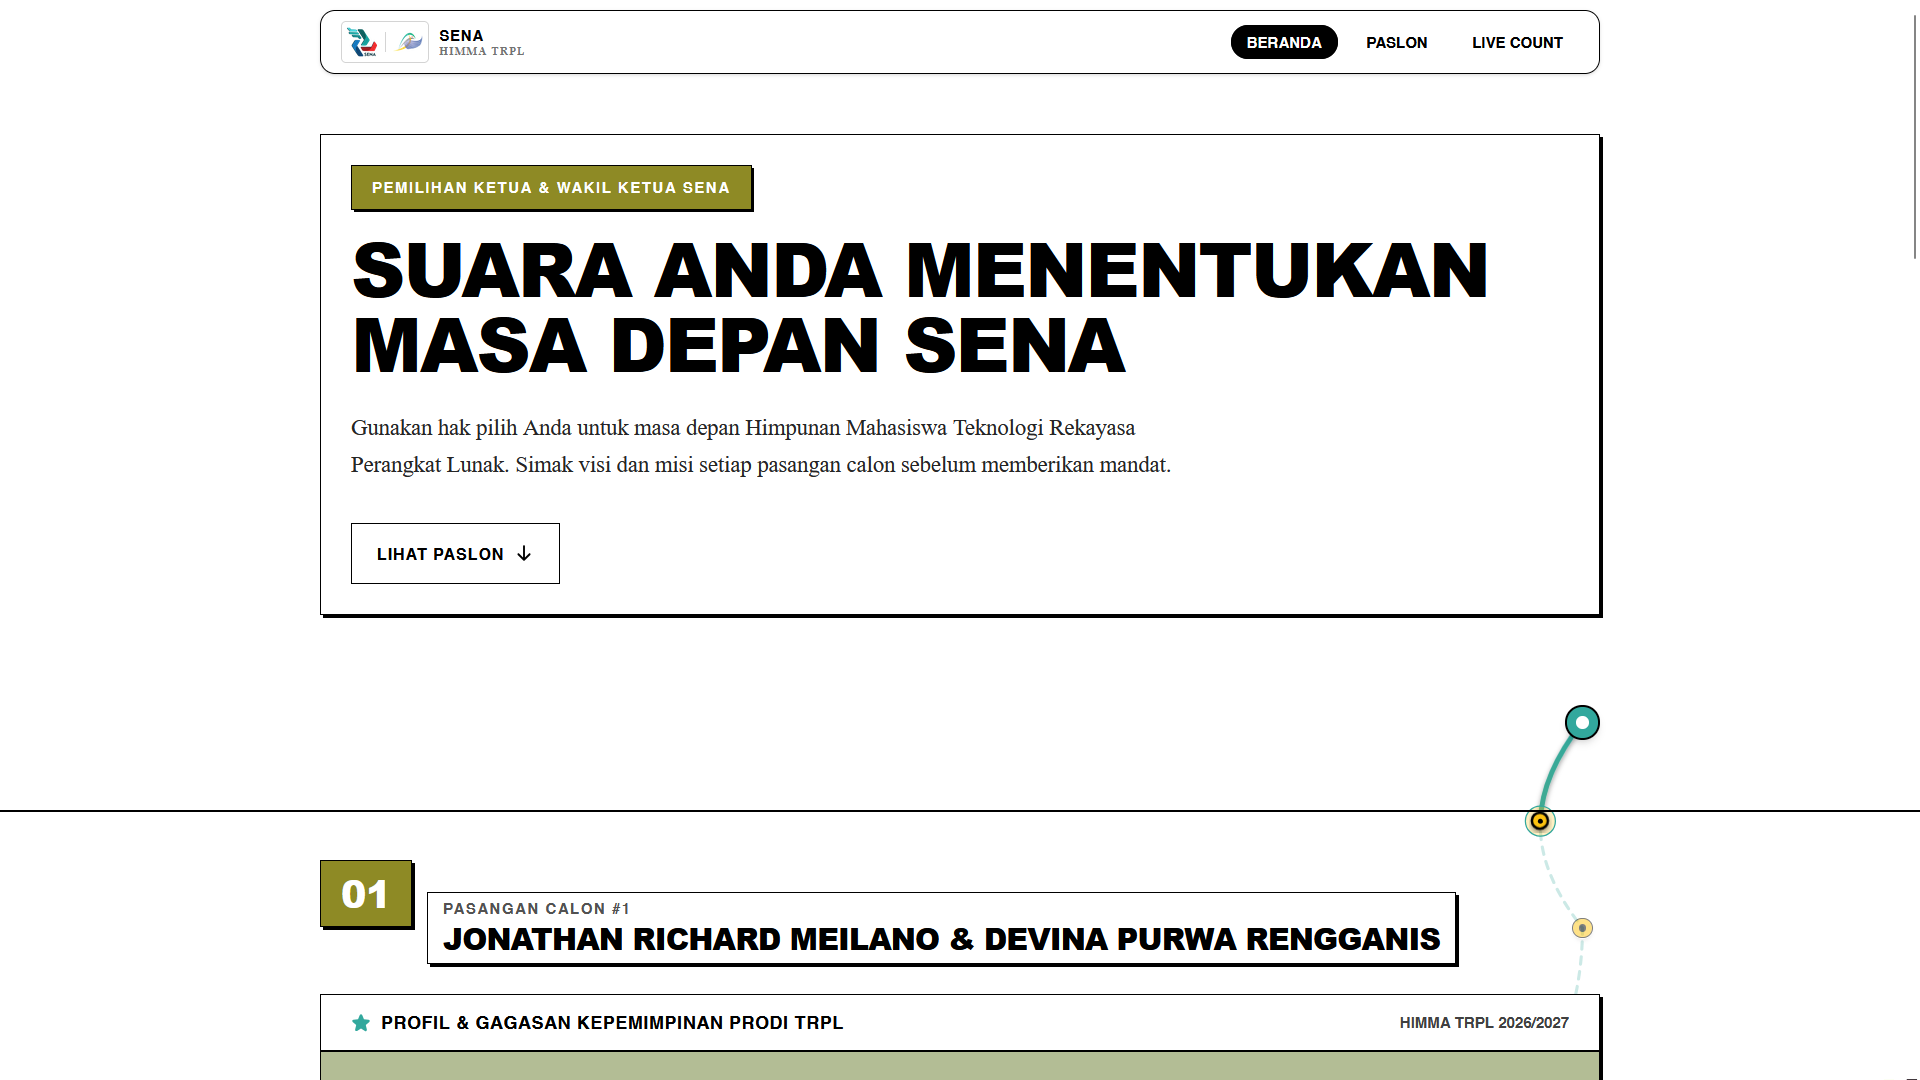 SENA
SENA
HIMMA TRPL
BERANDA
PASLON
LIVE COUNT
PEMILIHAN KETUA & WAKIL KETUA SENA
SUARA ANDA MENENTUKAN
MASA DEPAN SENA
Gunakan hak pilih Anda untuk masa depan Himpunan Mahasiswa Teknologi Rekayasa
Perangkat Lunak. Simak visi dan misi setiap pasangan calon sebelum memberikan mandat.
LIHAT PASLON
01
PASANGAN CALON #1
JONATHAN RICHARD MEILANO & DEVINA PURWA RENGGANIS
PROFIL & GAGASAN KEPEMIMPINAN PRODI TRPL
HIMMA TRPL 2026/2027